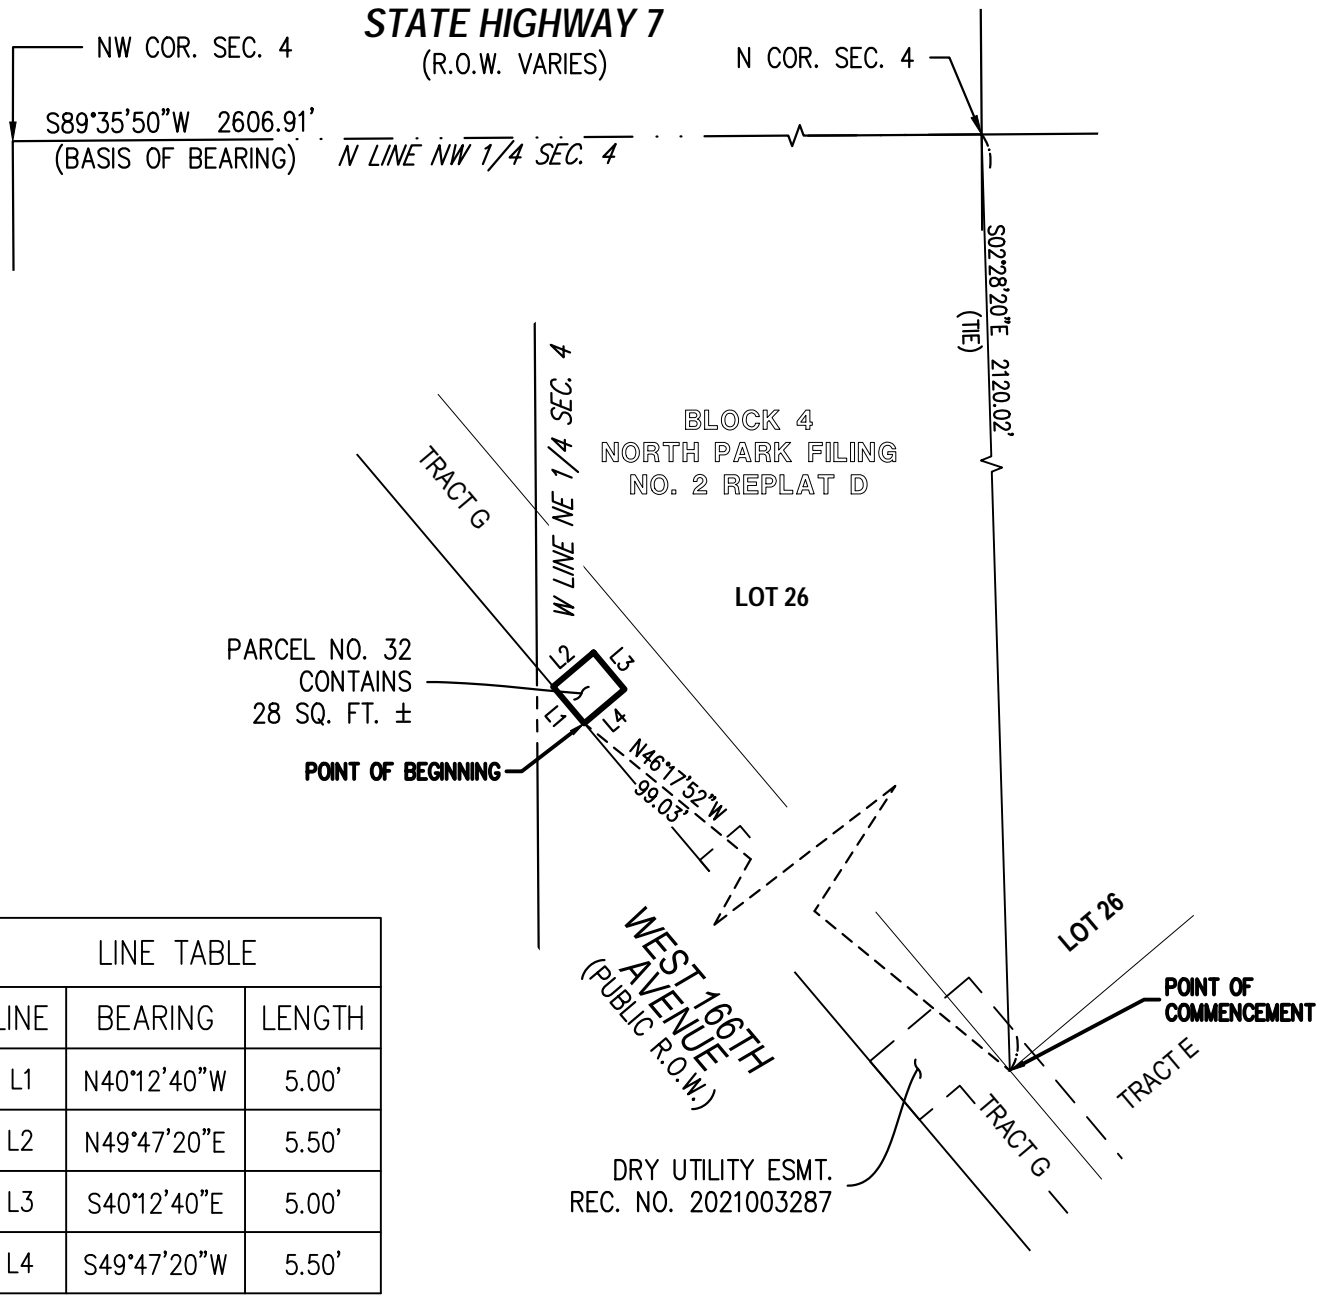 STATE HIGHWAY 7
(R.O.W. VARIES)
NW COR. SEC. 4
N COR. SEC. 4
S89°35'50"W 2606.91'
(BASIS OF BEARING)
N LINE NW 1/4 SEC. 4
S02°28'20"E 2120.02'
(TIE)
W LINE NE 1/4 SEC. 4
BLOCK 4
NORTH PARK FILING
NO. 2 REPLAT D
TRACT G
LOT 26
PARCEL NO. 32
CONTAINS
28 SQ. FT. ±
L2
L3
L1
L4
POINT OF BEGINNING
N46°17'52"W
99.03'
WEST 166TH
AVENUE
(PUBLIC R.O.W.)
LOT 26
POINT OF
COMMENCEMENT
TRACT E
TRACT G
DRY UTILITY ESMT.
REC. NO. 2021003287
LINE TABLE
LINE BEARING LENGTH
L1 N40°12'40"W 5.00'
L2 N49°47'20"E 5.50'
L3 S40°12'40"E 5.00'
L4 S49°47'20"W 5.50'